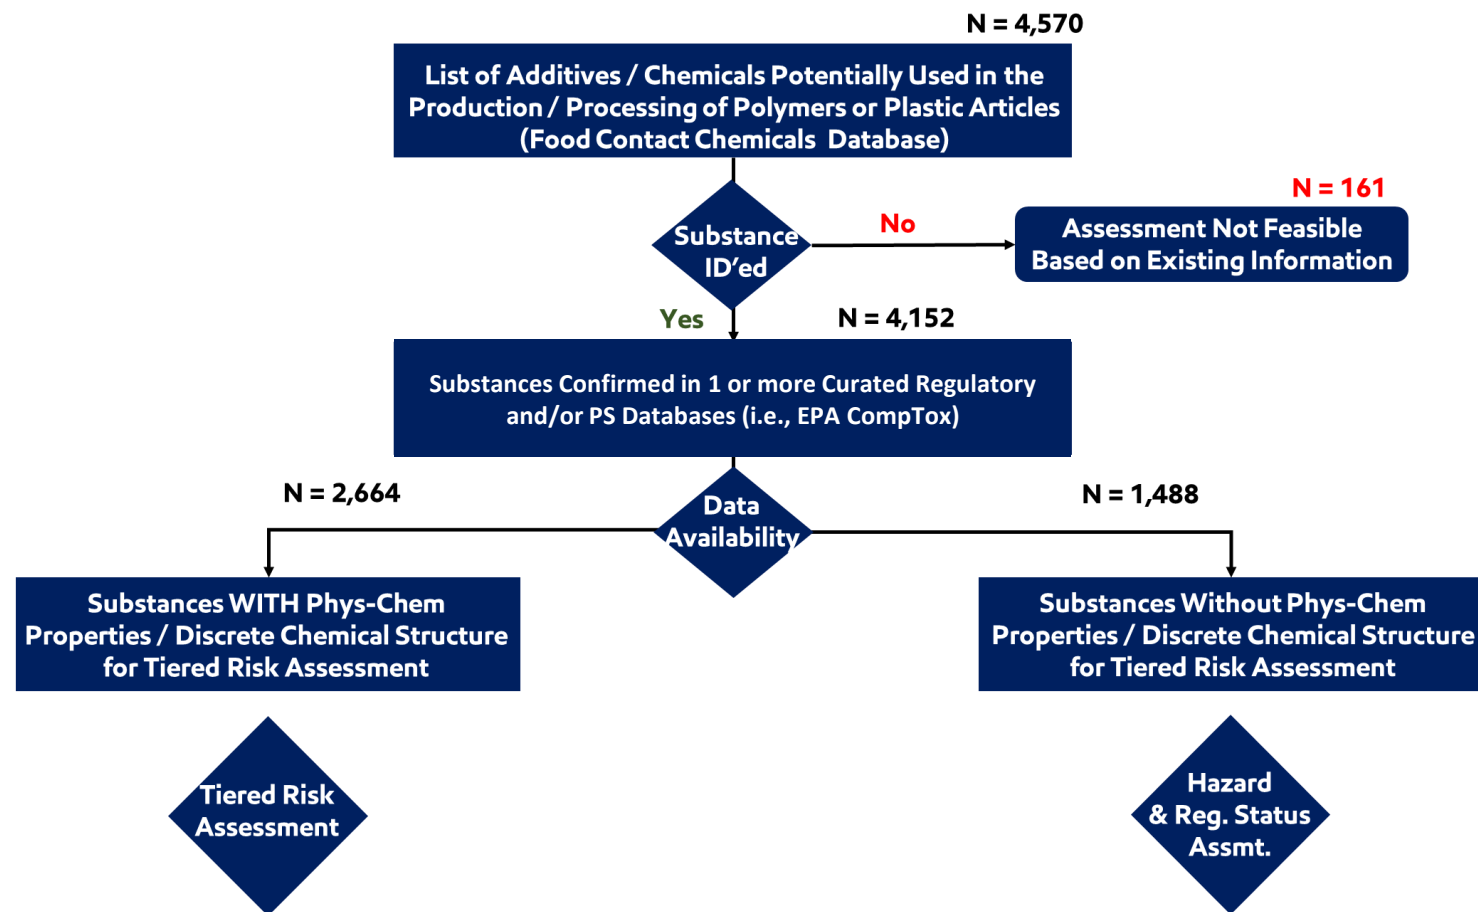 N = 4,570
List of Additives / Chemicals Potentially Used in the
Production / Processing of Polymers or Plastic Articles
(Food Contact Chemicals Database)
N = 161
Substance
ID’ed
No
Assessment Not Feasible
Based on Existing Information
Yes
N = 4,152
Substances Confirmed in 1 or more Curated Regulatory
and/or PS Databases (i.e., EPA CompTox)
N = 2,664
Data
Availability
N = 1,488
Substances WITH Phys-Chem
Properties / Discrete Chemical Structure
for Tiered Risk Assessment
Substances Without Phys-Chem
Properties / Discrete Chemical Structure
for Tiered Risk Assessment
Tiered Risk
Assessment
Hazard
& Reg. Status
Assmt.